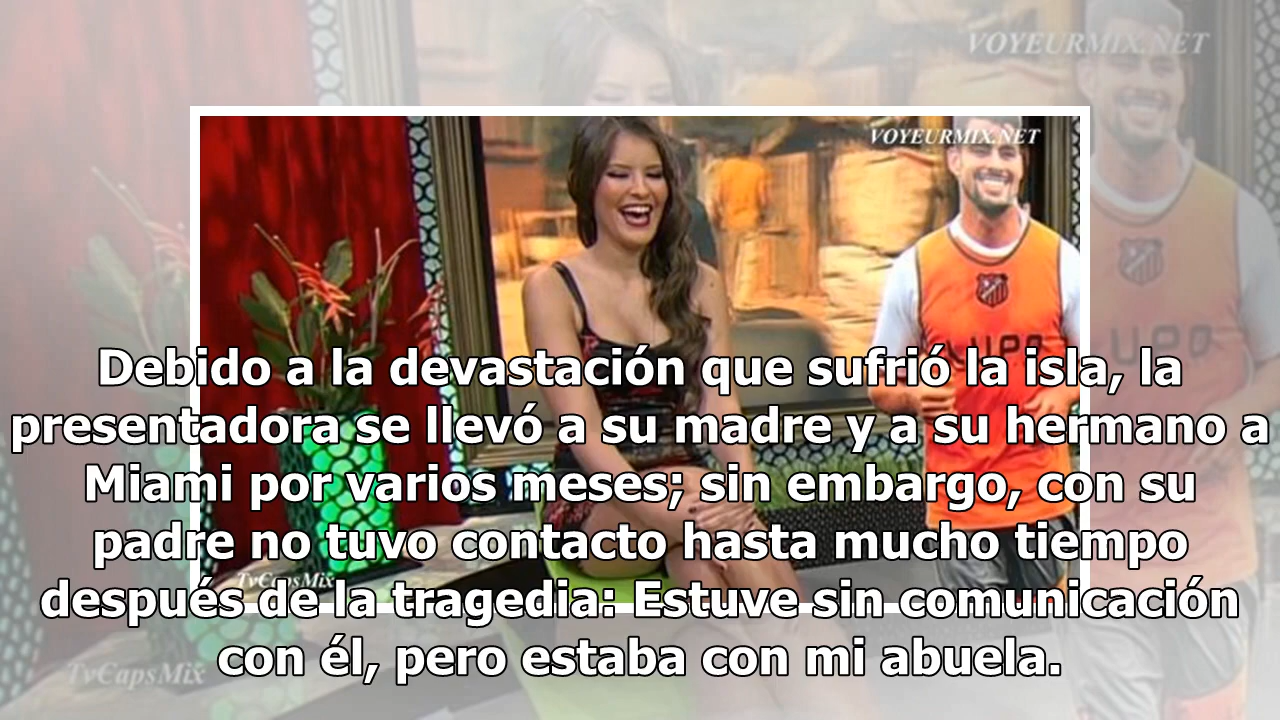 VOYEURMIX.NET
VOYEURMIX.NET
LUPO
UPO
Debido a la devastación que sufrió la isla, la
presentadora se llevó a su madre y a su hermano a
Miami por varios meses; sin embargo, con su
padre no tuvo contacto hasta mucho tiempo
TvCapsMix
después de la tragedia: Estuve sin comunicación
con él, pero estaba con mi abuela.
TvCapsMix